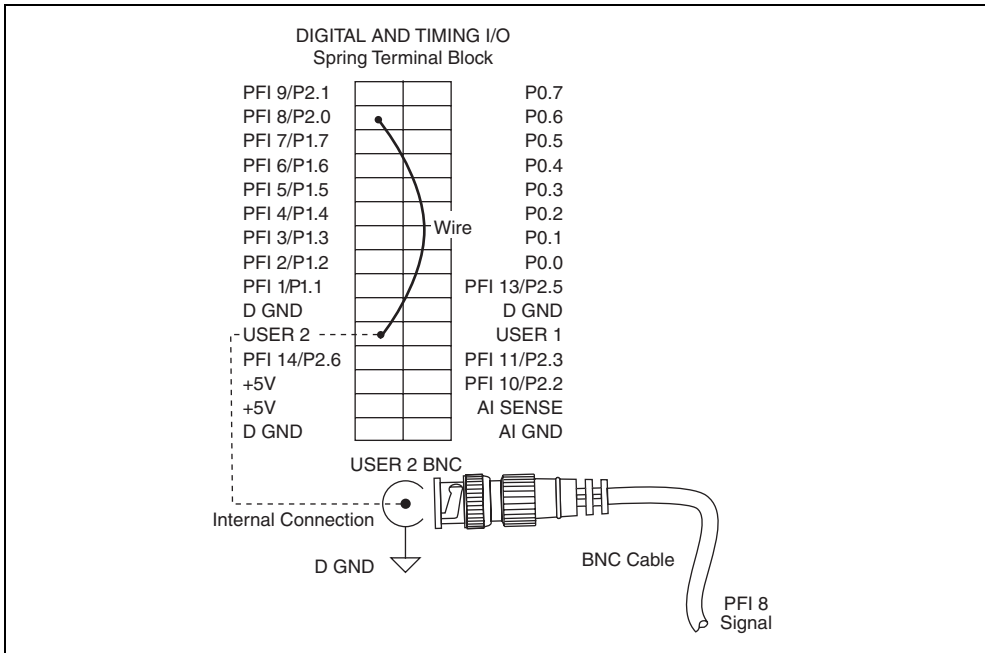 DIGITAL AND TIMING I/O
Spring Terminal Block
PFI 9/P2.1 P0.7
PFI 8/P2.0 P0.6
PFI 7/P1.7 P0.5
PFI 6/P1.6 P0.4
PFI 5/P1.5 P0.3
PFI 4/P1.4 P0.2
Wire
PFI 3/P1.3 P0.1
PFI 2/P1.2 P0.0
PFI 1/P1.1 PFI 13/P2.5
D GND D GND
USER 2 USER 1
PFI 14/P2.6 PFI 11/P2.3
+5V PFI 10/P2.2
+5V AI SENSE
D GND AI GND
USER 2 BNC
Internal Connection
D GND
BNC Cable
PFI 8
Signal